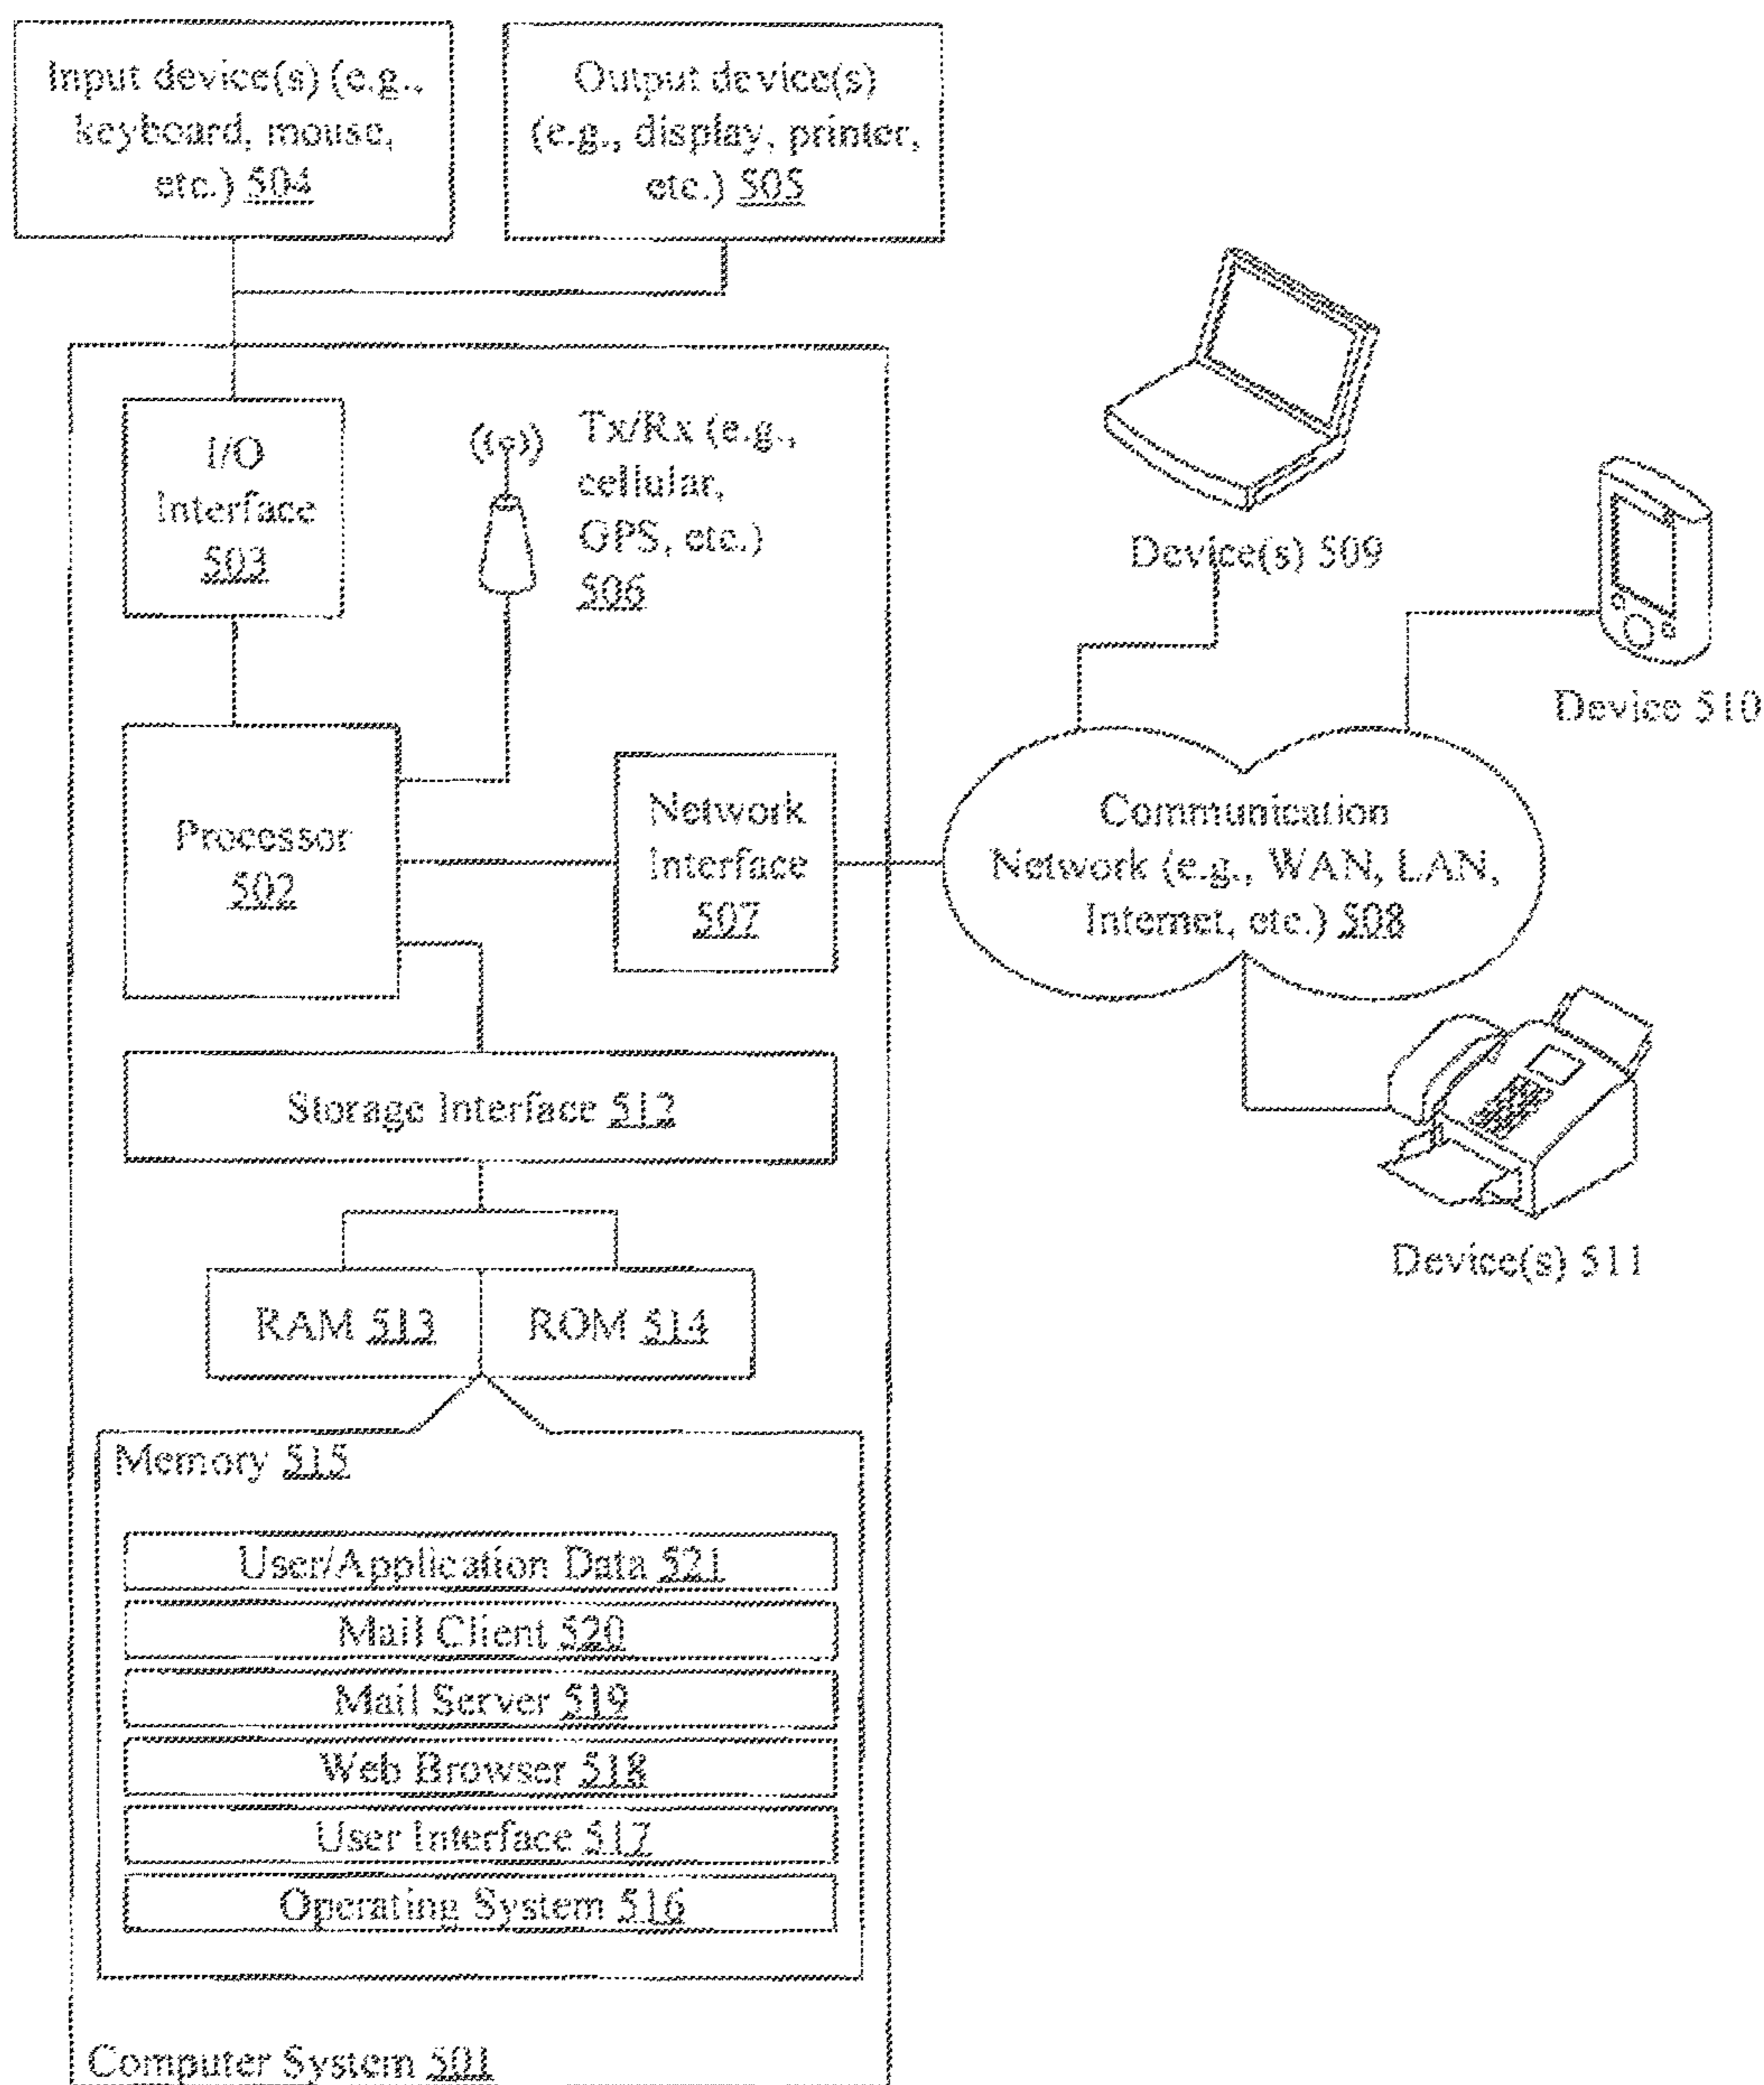 Input device(s) (e.g.,
keyboard, mouse,
etc.) 504
Output device(s)
(e.g., display, printer,
etc.) 505
I/O
Interface
503
Tx/Rx (e.g.,
cellular,
GPS, etc.)
506
Device(s) 509
Device 510
Processor
502
Network
Interface
507
Communication
Network (e.g., WAN, LAN,
Internet, etc.) 508
Storage Interface 512
Device(s) 511
RAM 513
ROM 514
Memory 515
User/Application Data 521
Mail Client 520
Mail Server 519
Web Browser 518
User Interface 517
Operating System 516
Computer System 501